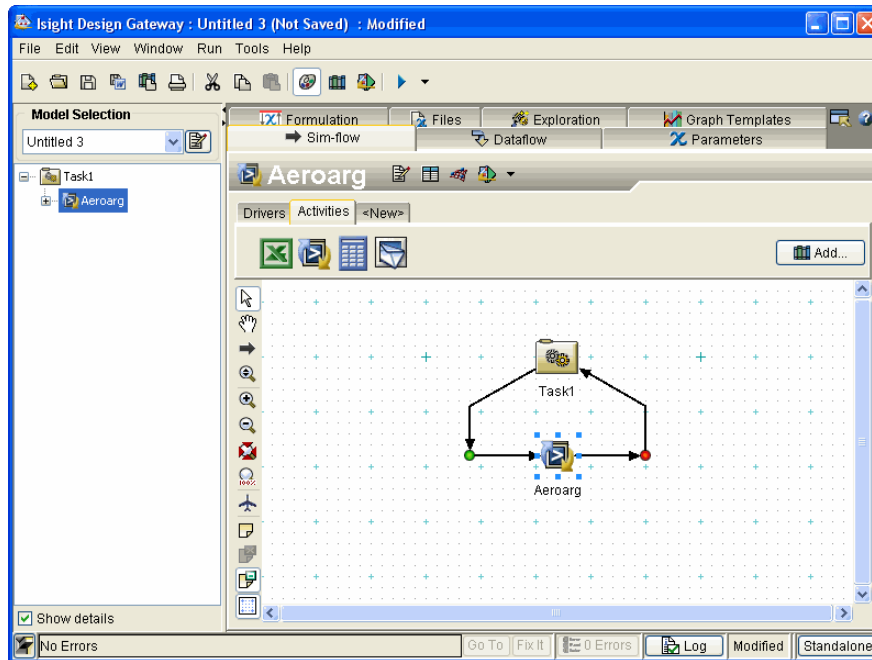 Isight Design Gateway : Untitled 3 (Not Saved) : Modified
File Edit View Window Run Tools Help
Model Selection
Untitled 3
Task1
Aeroarg
Show details
Formulation Files Exploration Graph Templates
Sim-flow Dataflow Parameters
Aeroarg
Drivers Activities <New>
Add...
100%
Task1
Aeroarg
No Errors Go To Fix It 0 Errors Log Modified Standalone